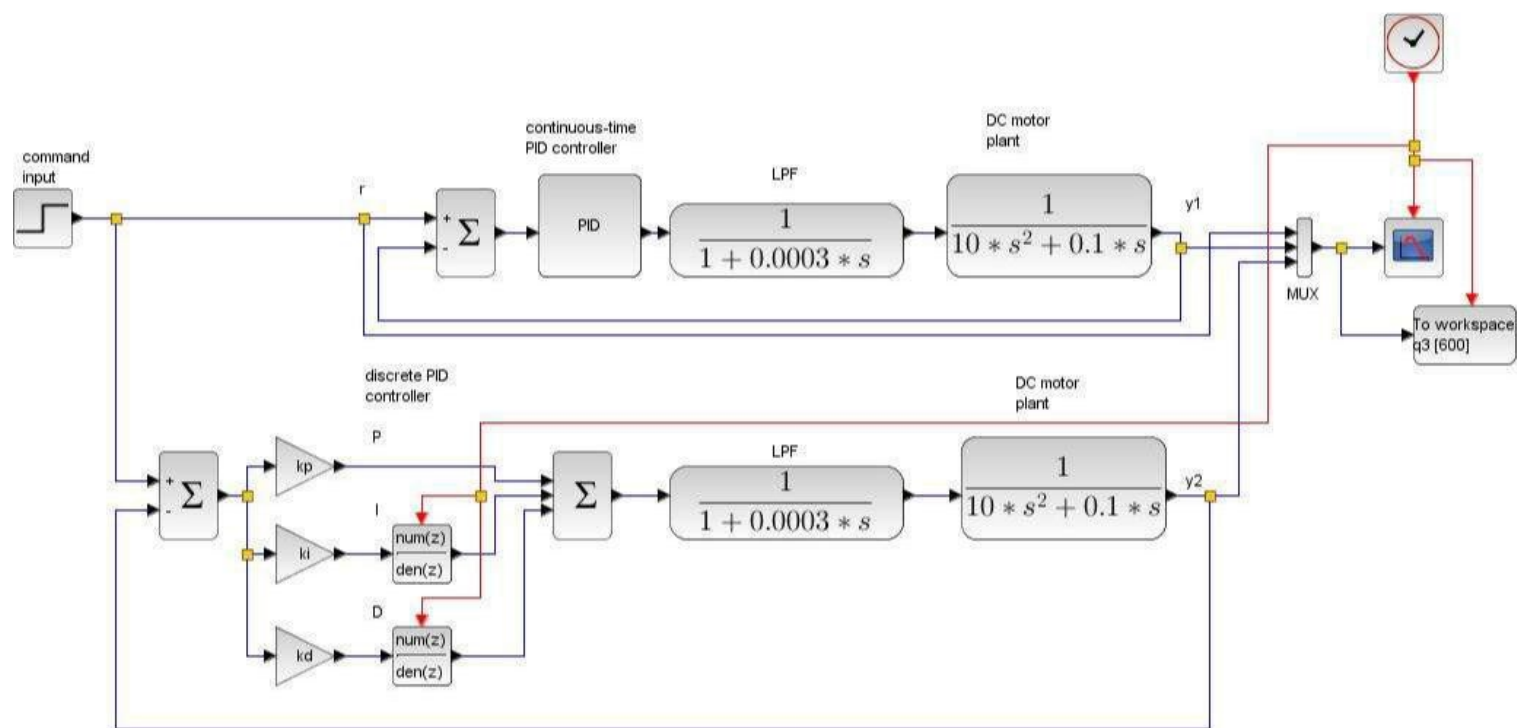 command
input
r
continuous-time
PID controller
+
-
Σ
PID
LPF
1
1 + 0.0003 * s
DC motor
plant
1
10 * s² + 0.1 * s
y1
MUX
To workspace
q3 [600]
discrete PID
controller
+
-
Σ
P
kp
I
ki
num(z)
den(z)
D
kd
num(z)
den(z)
Σ
LPF
1
1 + 0.0003 * s
DC motor
plant
1
10 * s² + 0.1 * s
y2